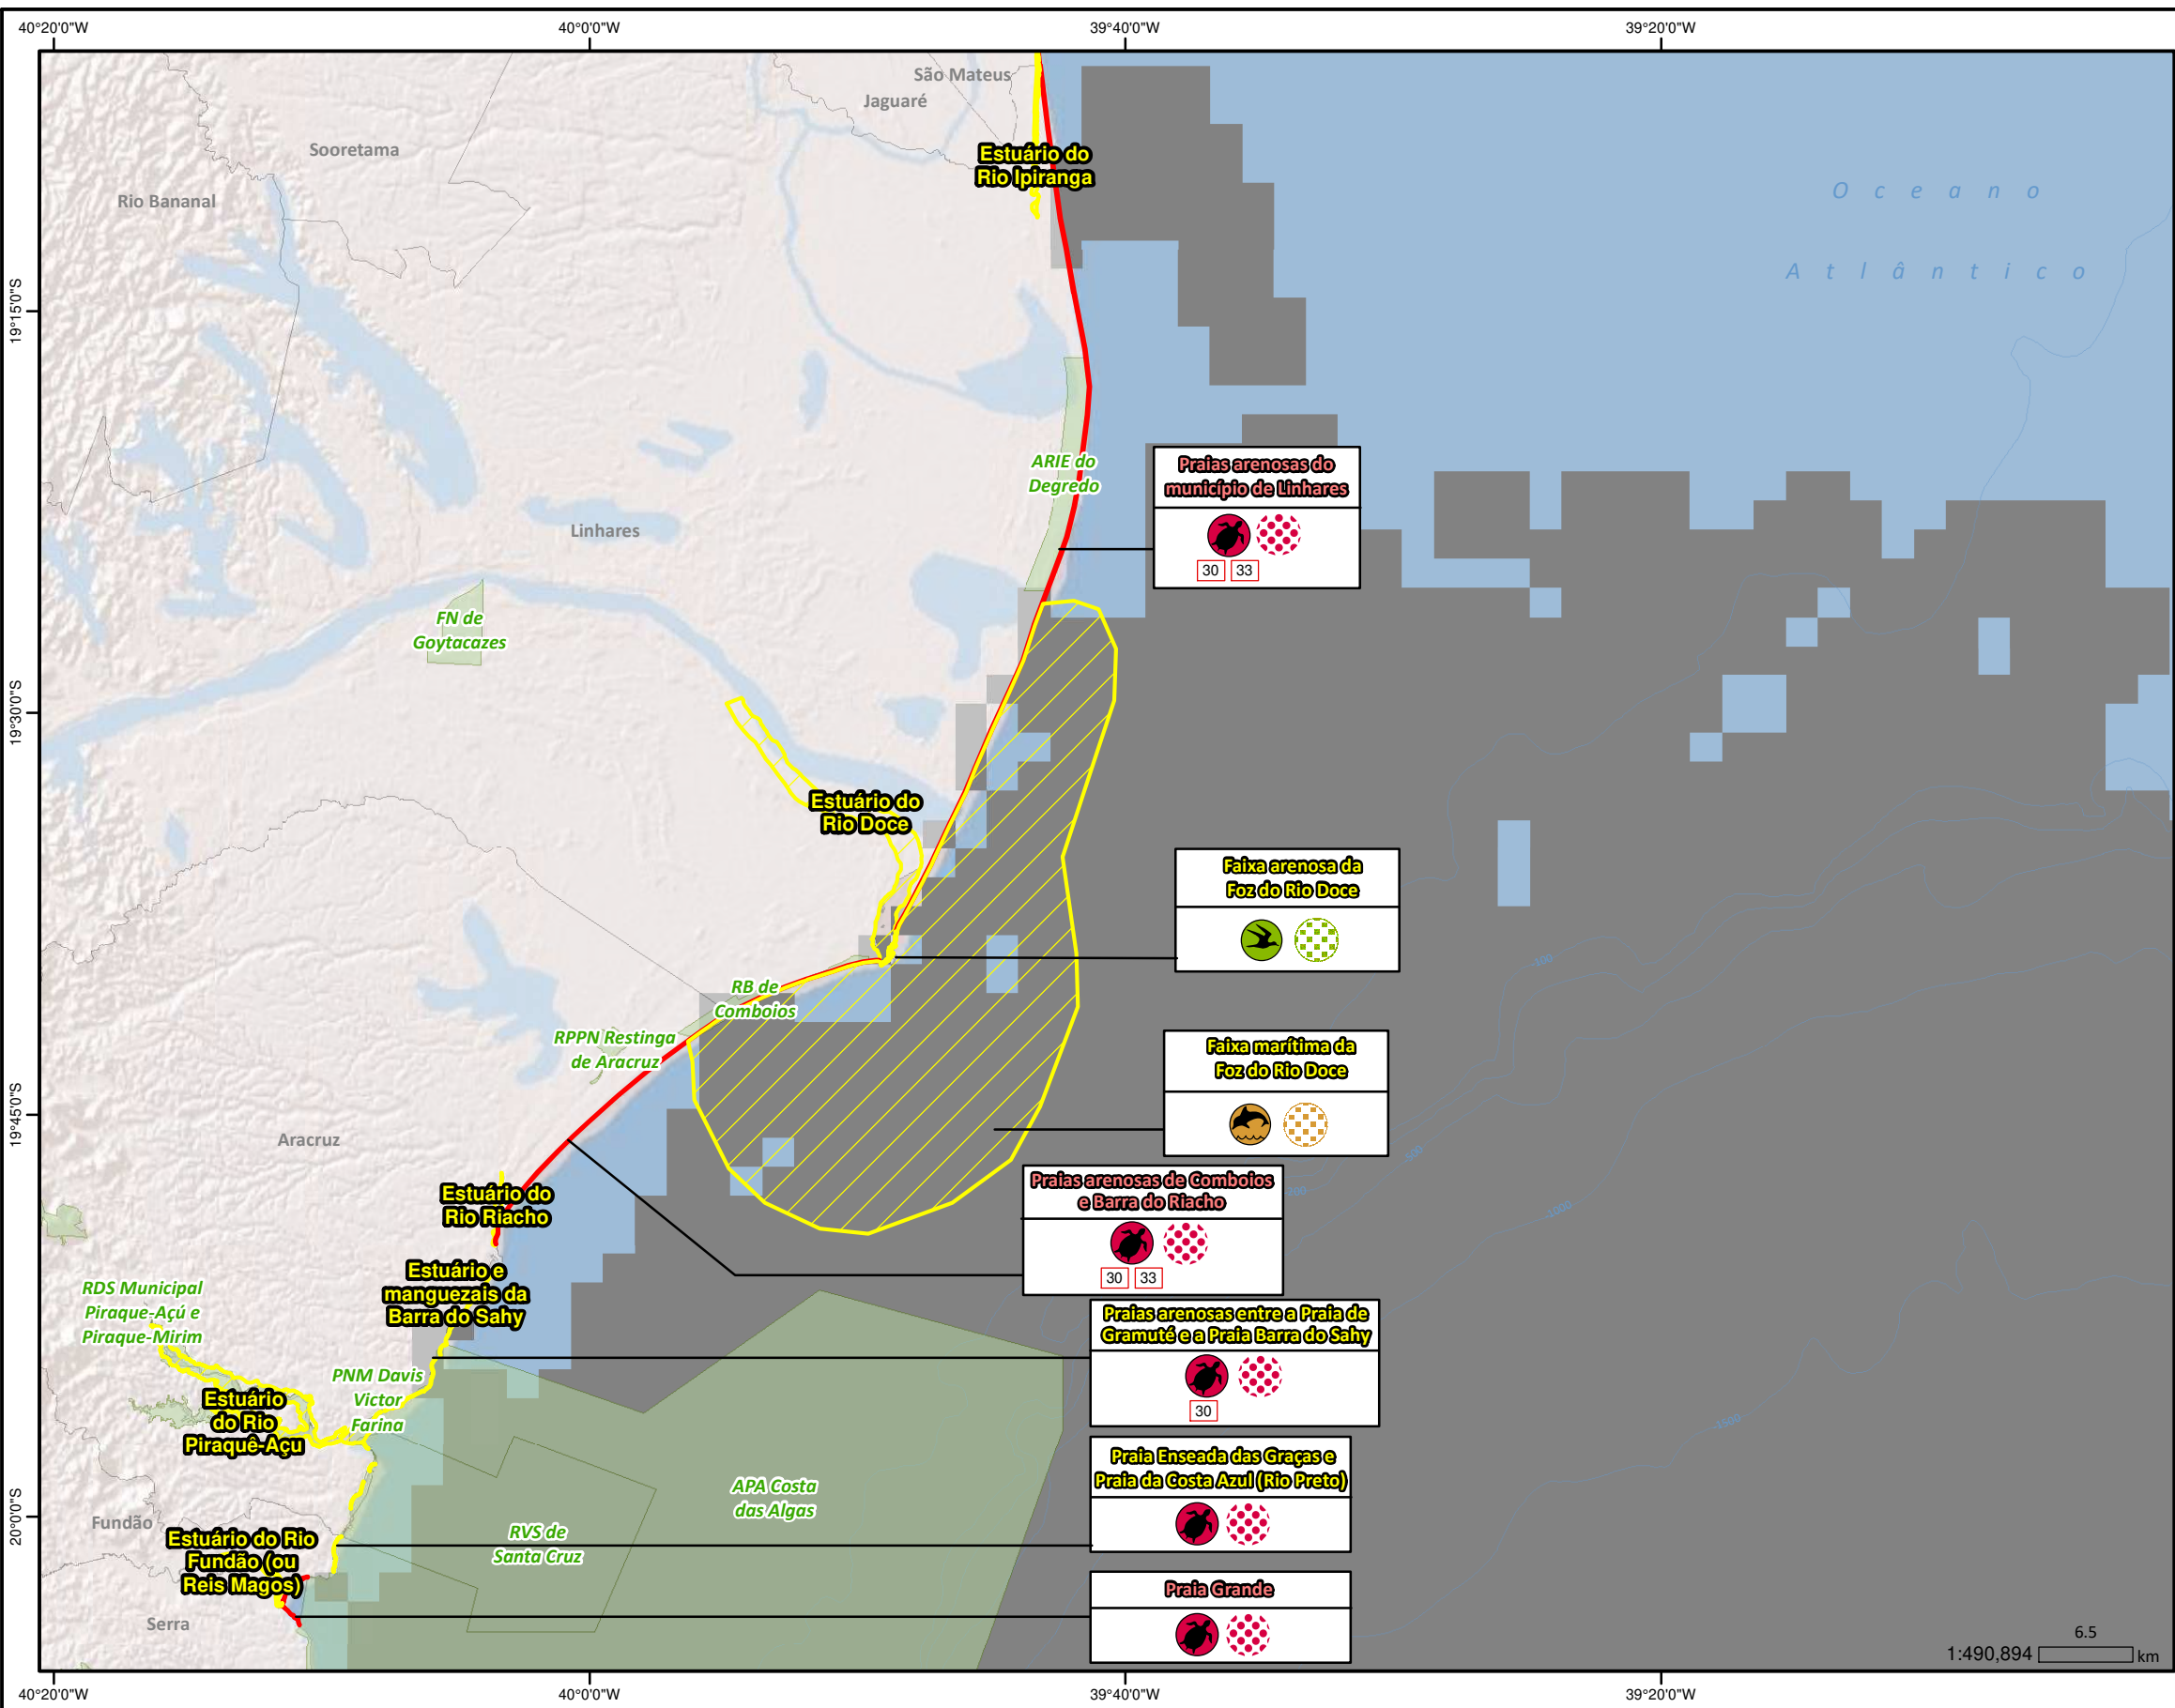 40°20'0"W
40°0'0"W
39°40'0"W
39°20'0"W
São Mateus
Jaguaré
Sooretama
Rio Bananal
Estuário do
Rio Ipiranga
Oceano
Atlântico
19°15'0"S
ARIE do
Degredo
Praias arenosas do
município de Linhares
30 33
Linhares
FN de
Goytacazes
19°30'0"S
Estuário do
Rio Doce
Faixa arenosa da
Foz do Rio Doce
RB de
Comboios
RPPN Restinga
de Aracruz
Faixa marítima da
Foz do Rio Doce
19°45'0"S
Aracruz
Praias arenosas de Comboios
e Barra do Riacho
30 33
Estuário do
Rio Riacho
Estuário e
manguezais da
Barra do Sahy
RDS Municipal
Piraque-Açú e
Piraque-Mirim
Praias arenosas entre a Praia de
Gramuté e a Praia Barra do Sahy
30
PNM Davis
Victor
Farina
Estuário
do Rio
Piraquê-Açu
Praia Enseada das Graças e
Praia da Costa Azul (Rio Preto)
APA Costa
das Algas
RVS de
Santa Cruz
20°0'0"S
Fundão
Estuário do Rio
Fundão (ou
Reis Magos)
Praia Grande
Serra
-500
-1000
-1500
6.5
1:490,894 km
40°20'0"W
40°0'0"W
39°40'0"W
39°20'0"W